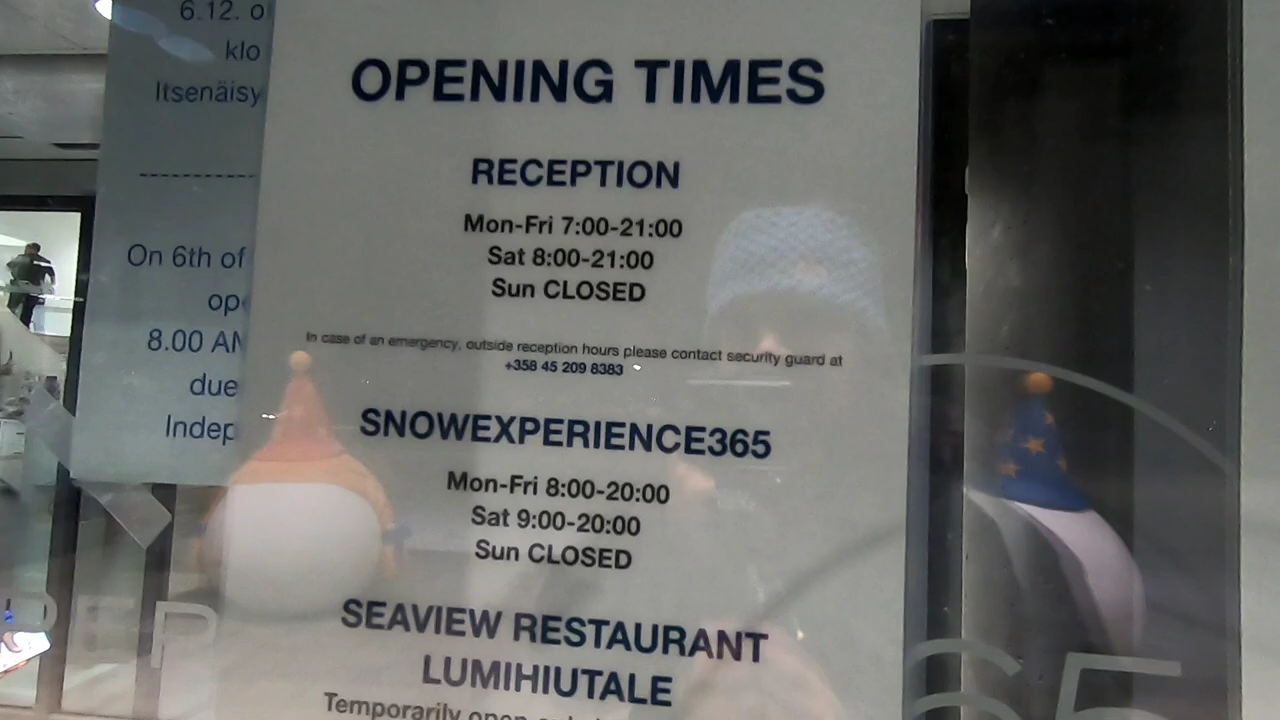 6.12. o
klo
Itsenäisy
On 6th of
op
8.00 AM
due
Indep
OPENING TIMES
RECEPTION
Mon-Fri 7:00-21:00
Sat 8:00-21:00
Sun CLOSED
In case of an emergency, outside reception hours please contact security guard at
+358 45 209 8383
SNOWEXPERIENCE365
Mon-Fri 8:00-20:00
Sat 9:00-20:00
Sun CLOSED
SEAVIEW RESTAURANT
LUMIHIUTALE
Temporarily open
65